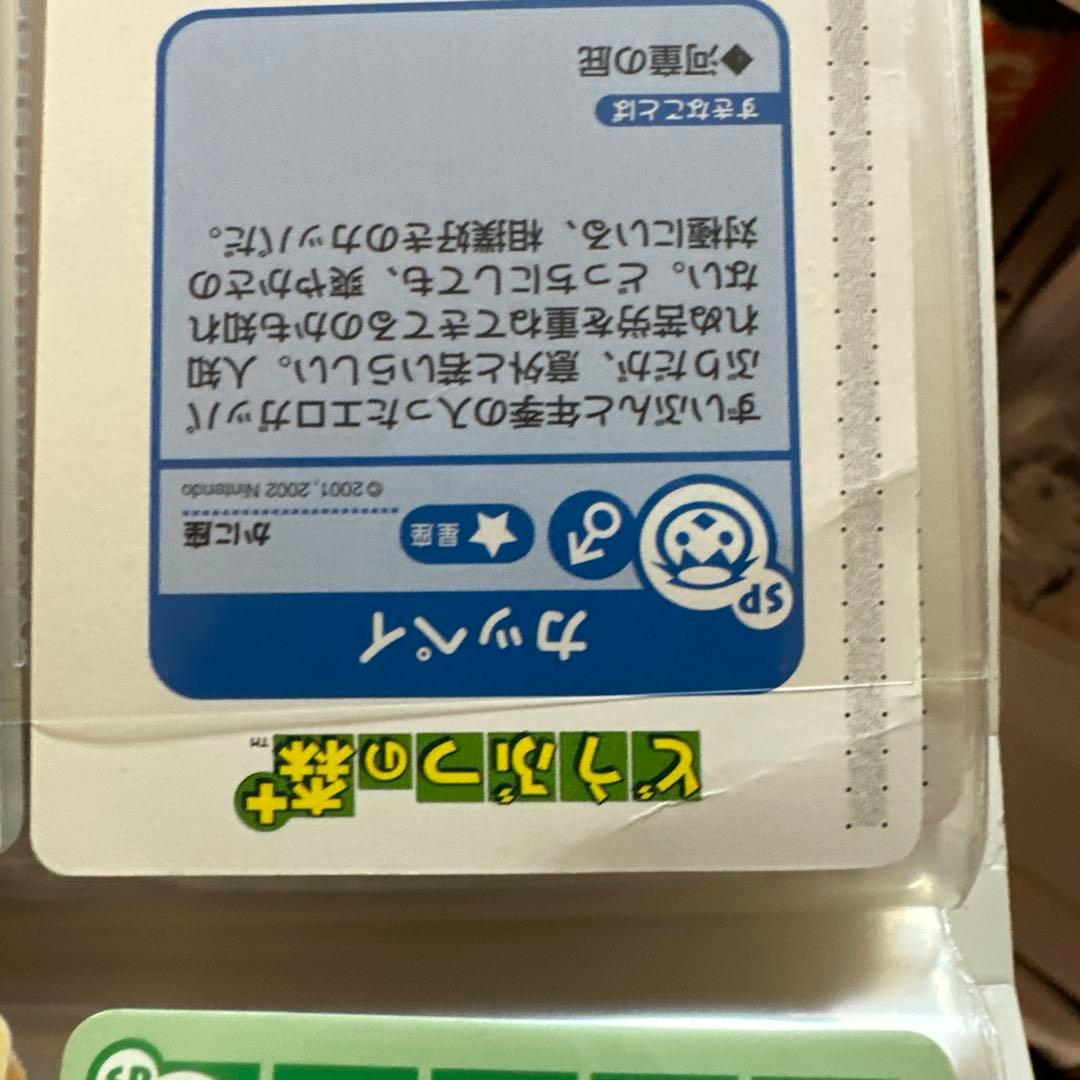 どうぶつの森+™
カッペイ
SP
星座
かに座
© 2001, 2002 Nintendo
ずいぶんと年季の入ったエロガッパ
ぶりだが、意外と若いらしい。人知
れぬ苦労を重ねてきてるのかも知れ
ない。どっちにしても、爽やかさの
対極にいる、相撲好きのカッパだ。
すきなことば
◆河童の屁
SP